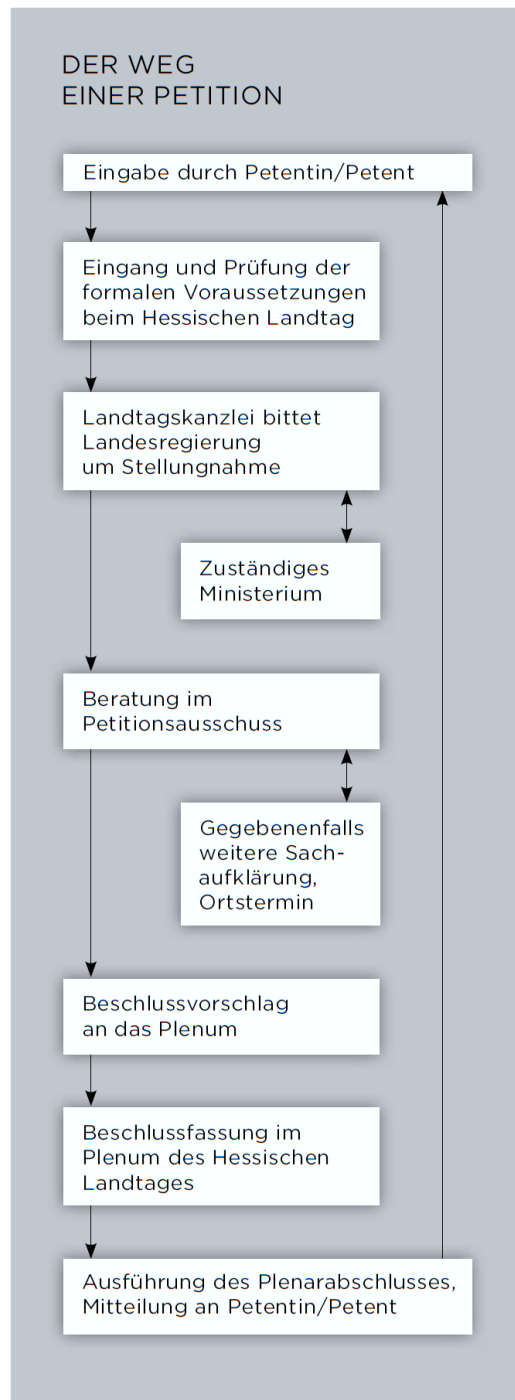 DER WEG
EINER PETITION
Eingabe durch Petentin/Petent
Eingang und Prüfung der
formalen Voraussetzungen
beim Hessischen Landtag
Landtagskanzlei bittet
Landesregierung
um Stellungnahme
Zuständiges
Ministerium
Beratung im
Petitionsausschuss
Gegebenenfalls
weitere Sach-
aufklärung,
Ortstermin
Beschlussvorschlag
an das Plenum
Beschlussfassung im
Plenum des Hessischen
Landtages
Ausführung des Plenarabschlusses,
Mitteilung an Petentin/Petent